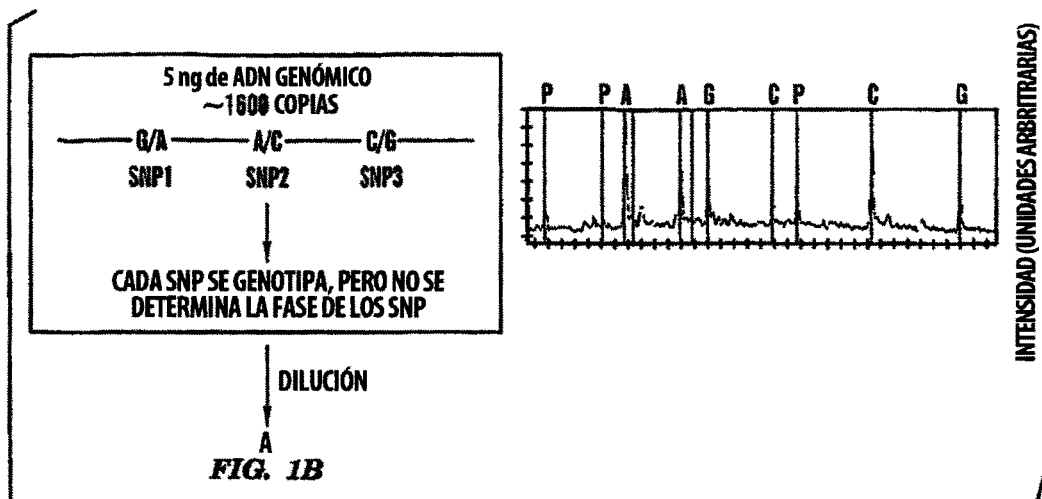 5 ng de ADN GENÓMICO
~1600 COPIAS
G/A A/C C/G
SNP1 SNP2 SNP3
CADA SNP SE GENOTIPA, PERO NO SE
DETERMINA LA FASE DE LOS SNP
DILUCIÓN
A
FIG. 1B
P P A A G C P C G
INTENSIDAD (UNIDADES ARBRITRARIAS)